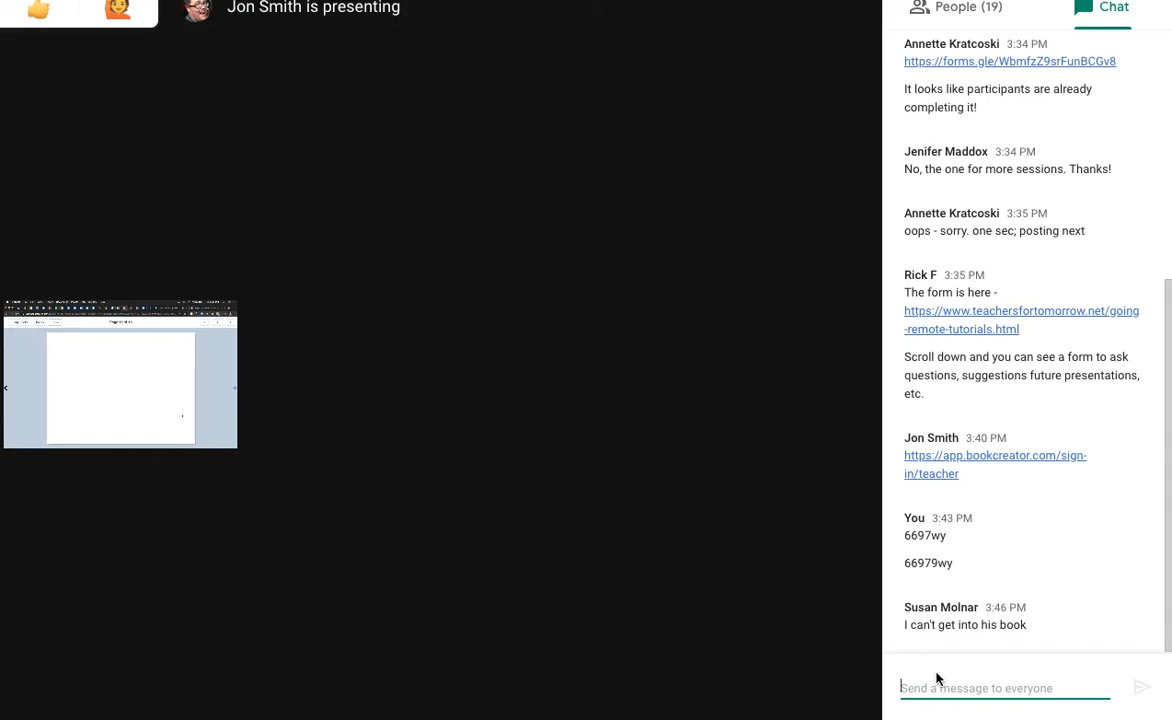 Jon Smith is presenting
People (19)
Chat
Annette Kratcoski 3:34 PM
https://forms.gle/WbmfzZ9srFunBCGv8
It looks like participants are already
completing it!
Jenifer Maddox 3:34 PM
No, the one for more sessions. Thanks!
Annette Kratcoski 3:35 PM
oops - sorry. one sec; posting next
Rick F 3:35 PM
The form is here -
https://www.teachersfortomorrow.net/going
-remote-tutorials.html
Scroll down and you can see a form to ask
questions, suggestions future presentations,
etc.
Jon Smith 3:40 PM
https://app.bookcreator.com/sign-
in/teacher
You 3:43 PM
6697wy
66979wy
Susan Molnar 3:46 PM
I can't get into his book
Send a message to everyone